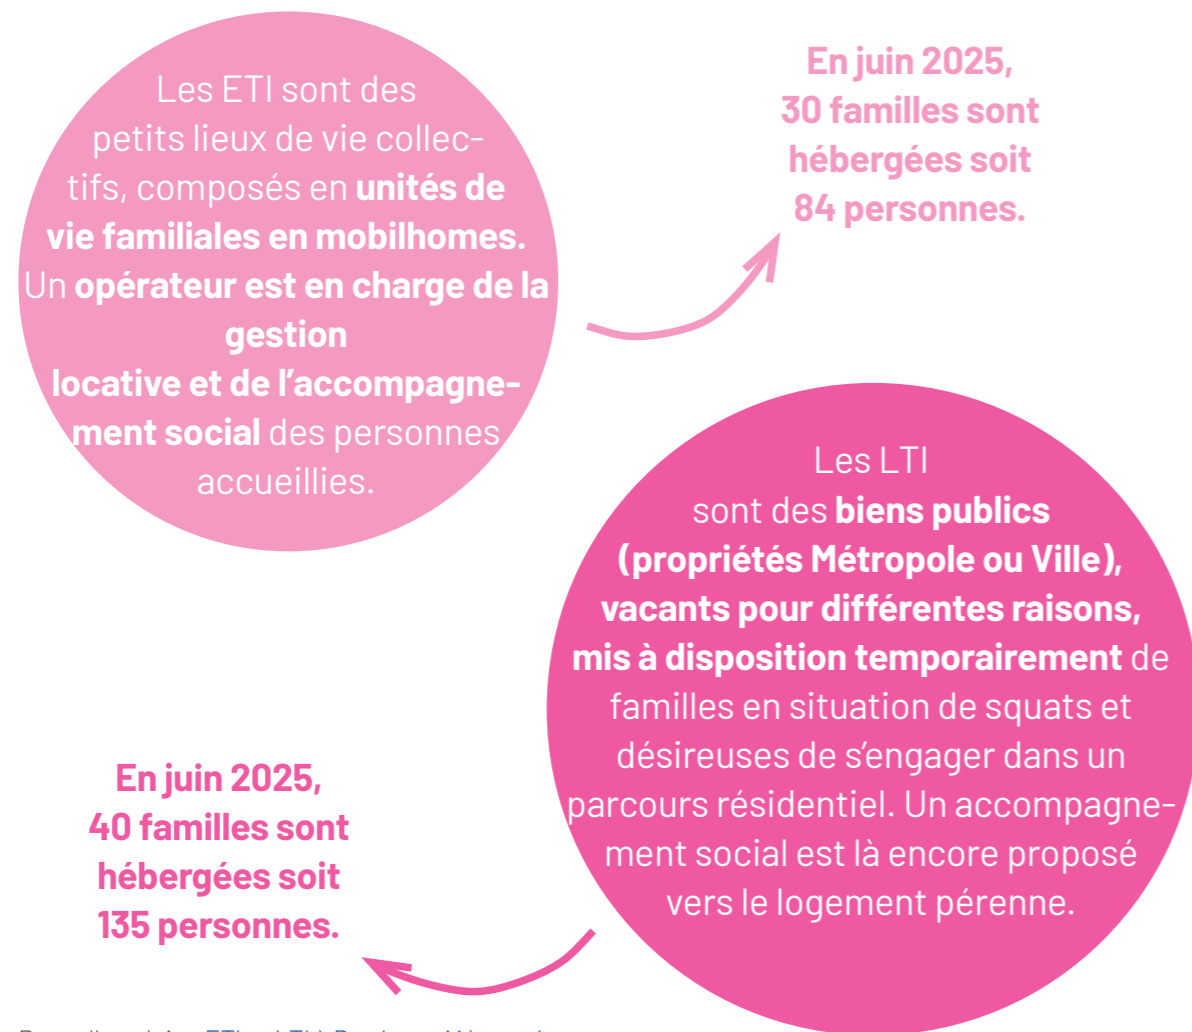 Les ETI sont des
petits lieux de vie collec-
tifs, composés en unités de
vie familiales en mobilhomes.
Un opérateur est en charge de la
gestion
locative et de l'accompagne-
ment social des personnes
accueillies.
En juin 2025,
30 familles sont
hébergées soit
84 personnes.
Les LTI
sont des biens publics
(propriétés Métropole ou Ville),
vacants pour différentes raisons,
mis à disposition temporairement de
familles en situation de squats et
désireuses de s'engager dans un
parcours résidentiel. Un accompagne-
ment social est là encore proposé
vers le logement pérenne.
En juin 2025,
40 familles sont
hébergées soit
135 personnes.